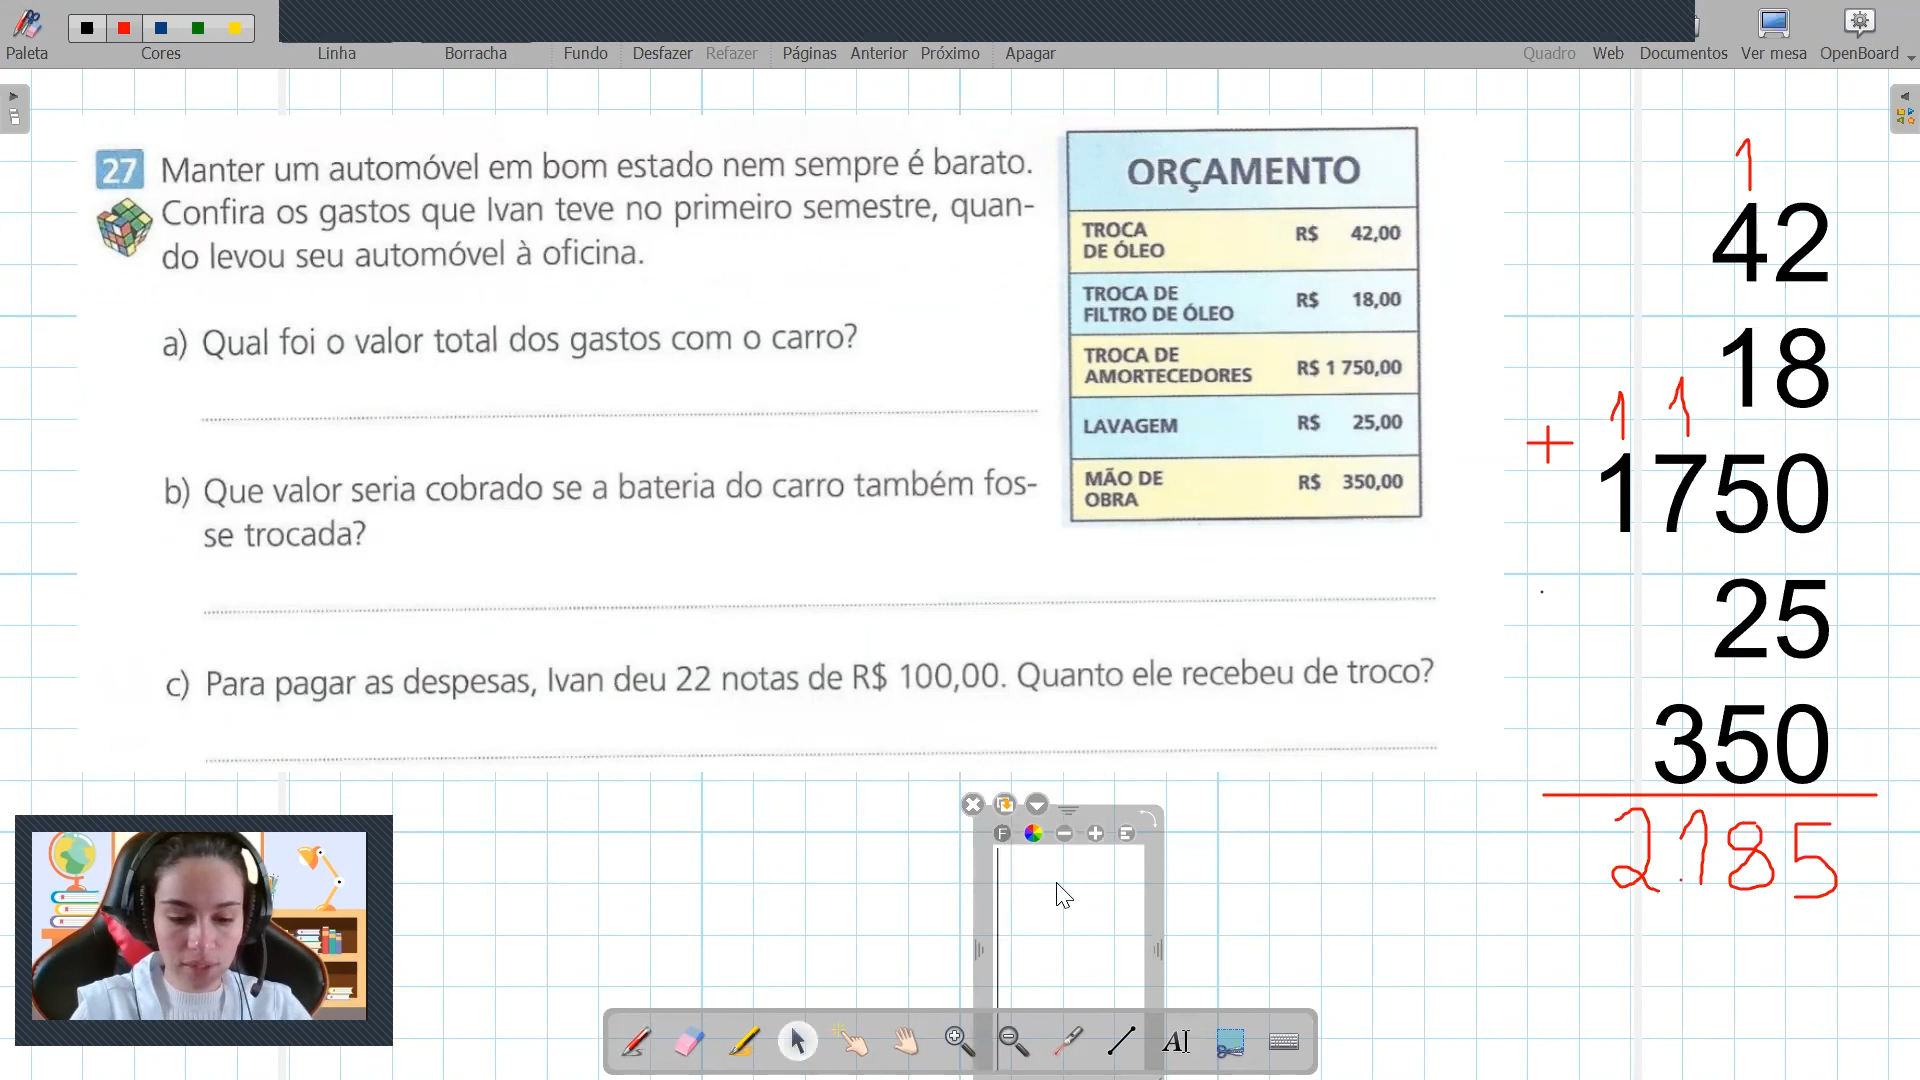 Paleta
Cores
Linha
Borracha
Fundo
Desfazer
Refazer
Páginas
Anterior
Próximo
Apagar
Quadro
Web
Documentos
Ver mesa
OpenBoard
27 Manter um automóvel em bom estado nem sempre é barato.
Confira os gastos que Ivan teve no primeiro semestre, quan-
do levou seu automóvel à oficina.
a) Qual foi o valor total dos gastos com o carro?
b) Que valor seria cobrado se a bateria do carro também fos-
se trocada?
c) Para pagar as despesas, Ivan deu 22 notas de R$ 100,00. Quanto ele recebeu de troco?
ORÇAMENTO
TROCA
DE ÓLEO R$ 42,00
TROCA DE
FILTRO DE ÓLEO R$ 18,00
TROCA DE
AMORTECEDORES R$ 1 750,00
LAVAGEM R$ 25,00
MÃO DE
OBRA R$ 350,00
1
42
18
1 1
+
1750
25
350
2.185
F
AI